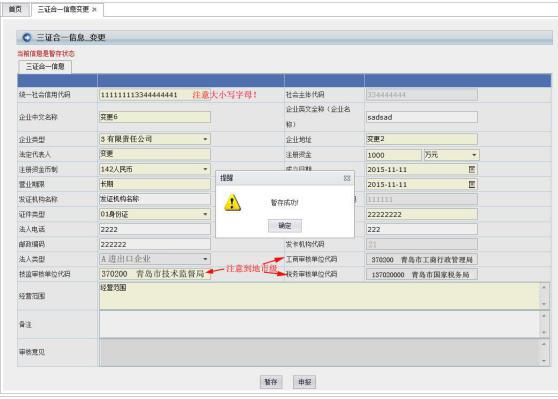 首页 三证合一信息变更 ×
三证合一信息_变更
当前信息是暂存状态
三证合一信息
统一社会信用代码 111111113344444441 注意大小写字母！ 社会主体代码 334444444
企业中文名称 变更6 企业英文全称（企业名称） sadsad
企业类型 3 有限责任公司 企业地址 变更2
法定代表人 变更 注册资金 1000 万元
注册资金币制 142人民币 成立日期 2015-11-11
营业期限 长期 2015-11-11
发证机构名称 发证机构名称 111111
证件类型 01身份证 22222222
法人电话 2222 222
邮政编码 222222 发卡机构代码 21
法人类型 A 进出口企业 工商审核单位代码 370200 青岛市工商行政管理局
技监审核单位代码 370200 青岛市技术监督局 注意到地市级 税务审核单位代码 137020000 青岛市国家税务局
经营范围 经营范围
备注
审核意见
提醒
暂存成功!
确定
暂存 申报